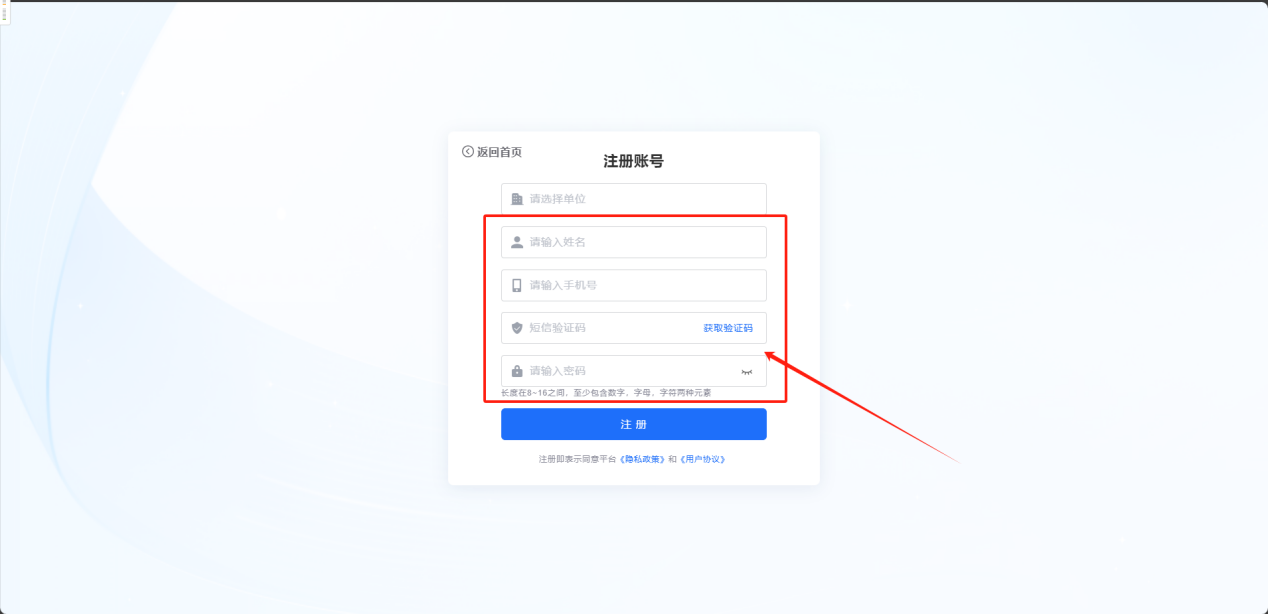 返回首页
注册账号
请选择单位
请输入姓名
请输入手机号
短信验证码 获取验证码
请输入密码
长度在8~16之间，至少包含数字、字母、字符两种元素
注 册
注册即表示同意平台《隐私政策》和《用户协议》